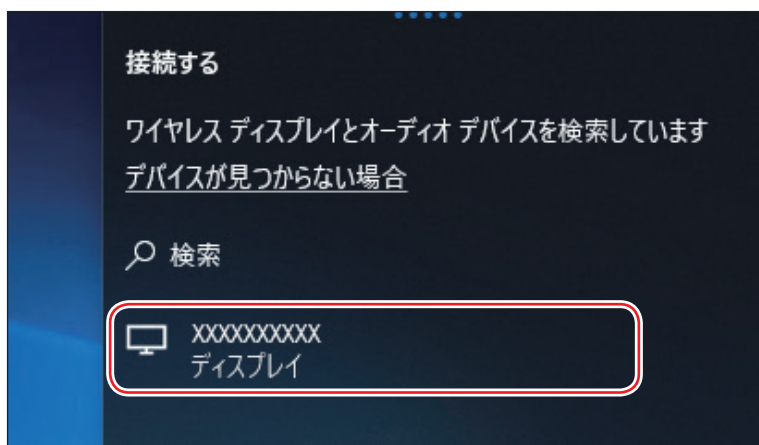 接続する
ワイヤレス ディスプレイとオーディオ デバイスを検索しています
デバイスが見つからない場合
検索
XXXXXXXXXX
ディスプレイ